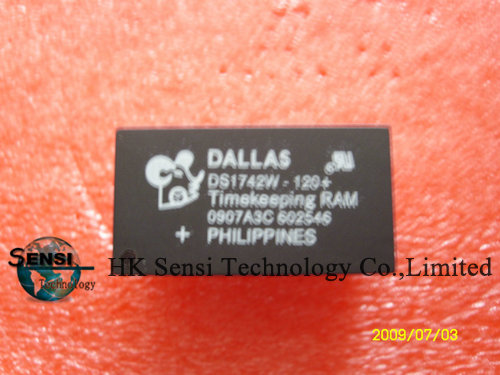 DALLAS
DS1742W - 120+
Timekeeping RAM
0907A3C 602546
+ PHILIPPINES
SENSI
Technology
HK Sensi Technology Co.,Limited
2009/07/03